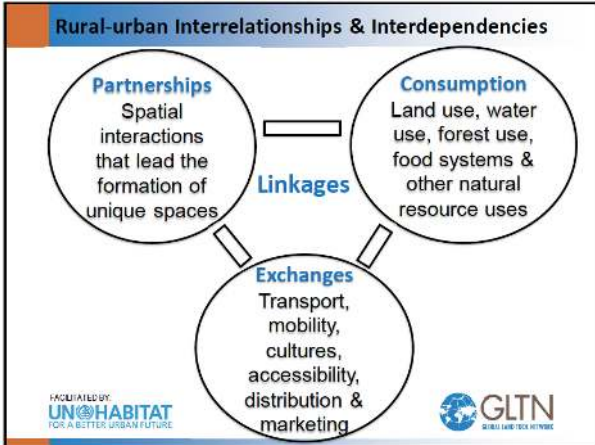 Rural-urban Interrelationships & Interdependencies
Partnerships
Spatial
interactions
that lead the
formation of
unique spaces
Consumption
Land use, water
use, forest use,
food systems &
other natural
resource uses
Linkages
Exchanges
Transport,
mobility,
cultures,
accessibility,
distribution &
marketing
FACILITATED BY:
UN HABITAT
FOR A BETTER URBAN FUTURE
GLTN
GLOBAL LAND TOOL NETWORK